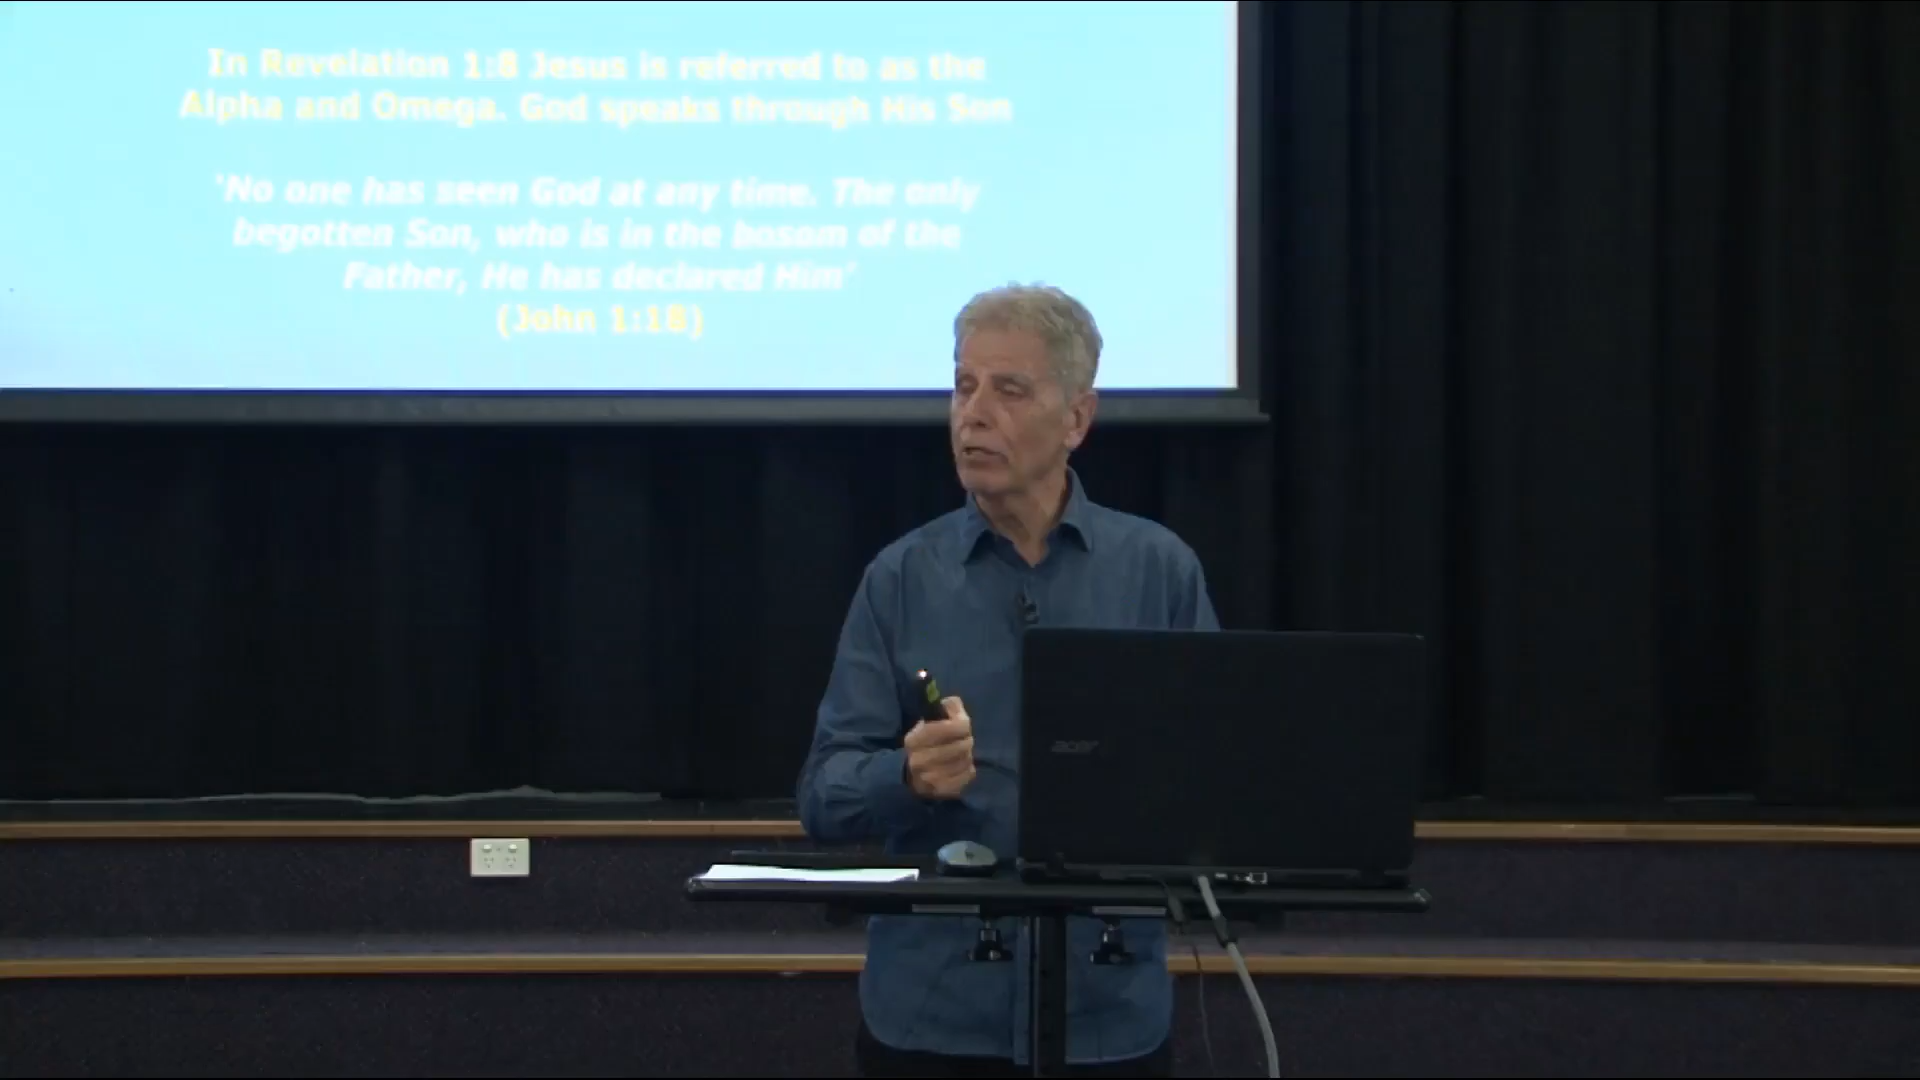 In Revelation 1:8 Jesus is referred to as the
Alpha and Omega. God speaks through His Son
'No one has seen God at any time. The only
begotten Son, who is in the bosom of the
Father, He has declared Him'
(John 1:18)
acer